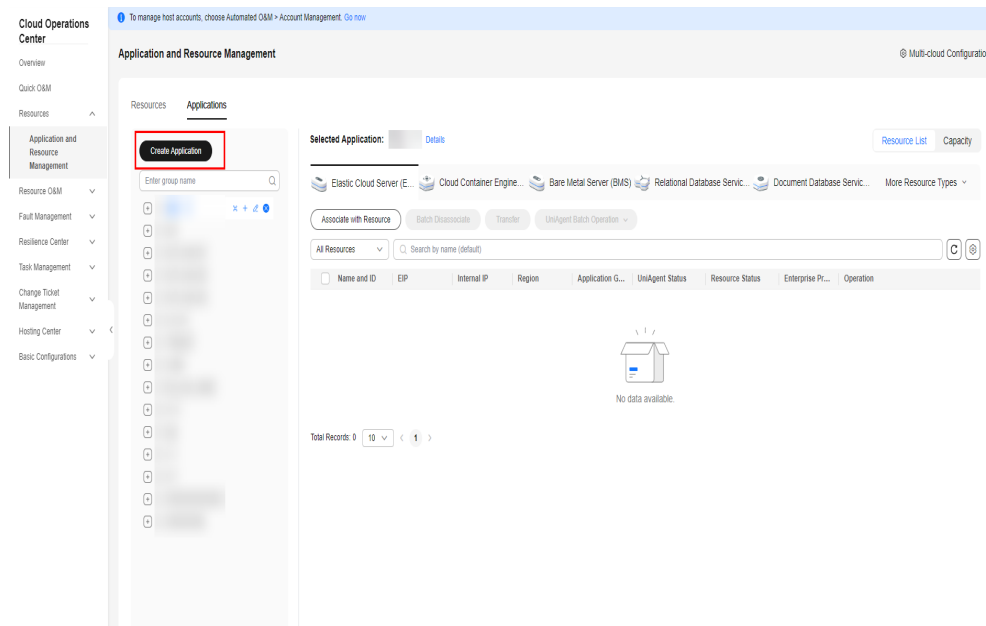 Cloud Operations
Center
Overview
Quick O&M
Resources
Application and
Resource
Management
Resource O&M
Fault Management
Resilience Center
Task Management
Change Ticket
Management
Hosting Center
Basic Configurations
To manage host accounts, choose Automated O&M > Account Management. Go now
Application and Resource Management
Multi-cloud Configuratio
Resources Applications
Create Application
Enter group name
Selected Application: Details
Resource List Capacity
Elastic Cloud Server (E... Cloud Container Engine... Bare Metal Server (BMS) Relational Database Servic... Document Database Servic... More Resource Types
Associate with Resource Batch Disassociate Transfer UniAgent Batch Operation
All Resources Search by name (default)
Name and ID EIP Internal IP Region Application G... UniAgent Status Resource Status Enterprise Pr... Operation
No data available.
Total Records: 0 10 < 1 >